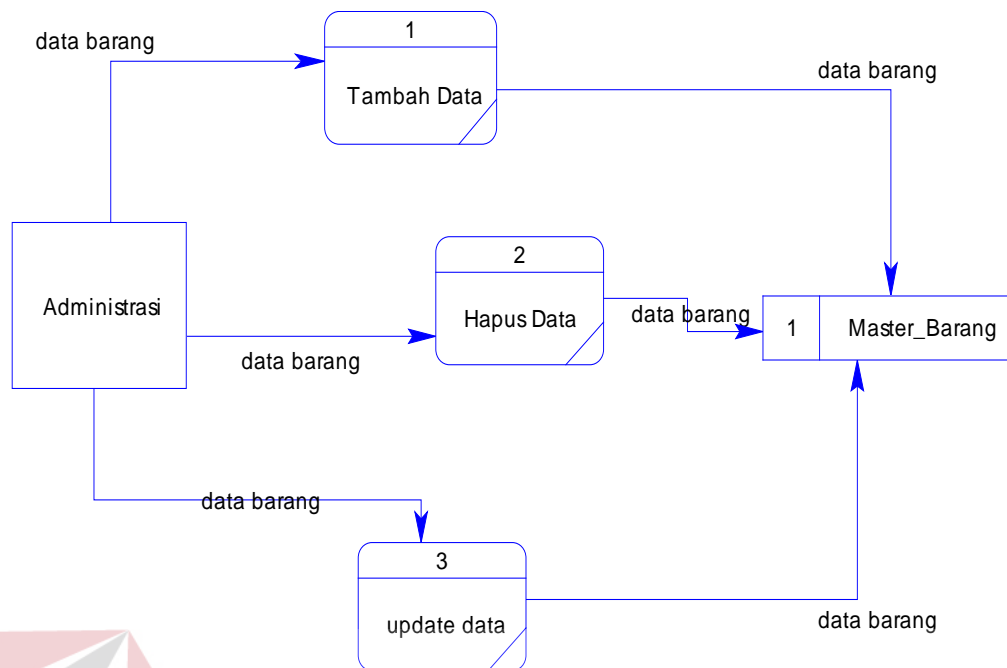 data barang
1
Tambah Data
data barang
Administrasi
2
Hapus Data
data barang
data barang
1
Master_Barang
data barang
3
update data
data barang